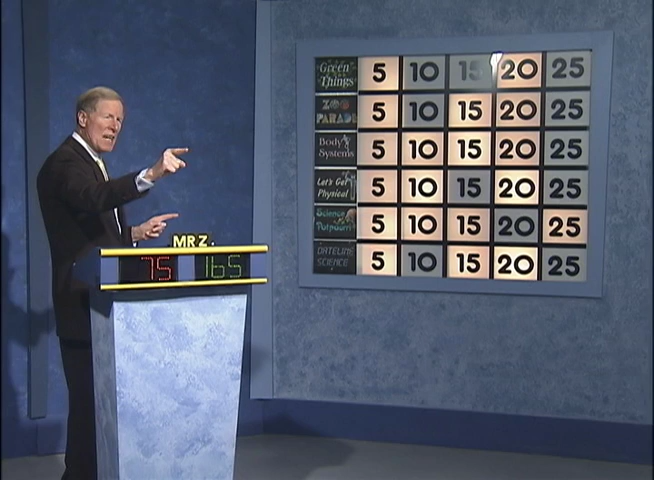 Green Things 5 10 15 20 25
ZOO PARADE 5 10 15 20 25
Body Systems 5 10 15 20 25
Let's Get Physical 5 10 15 20 25
Science Potpourri 5 10 15 20 25
DATELINE SCIENCE 5 10 15 20 25
MR Z.
75 165